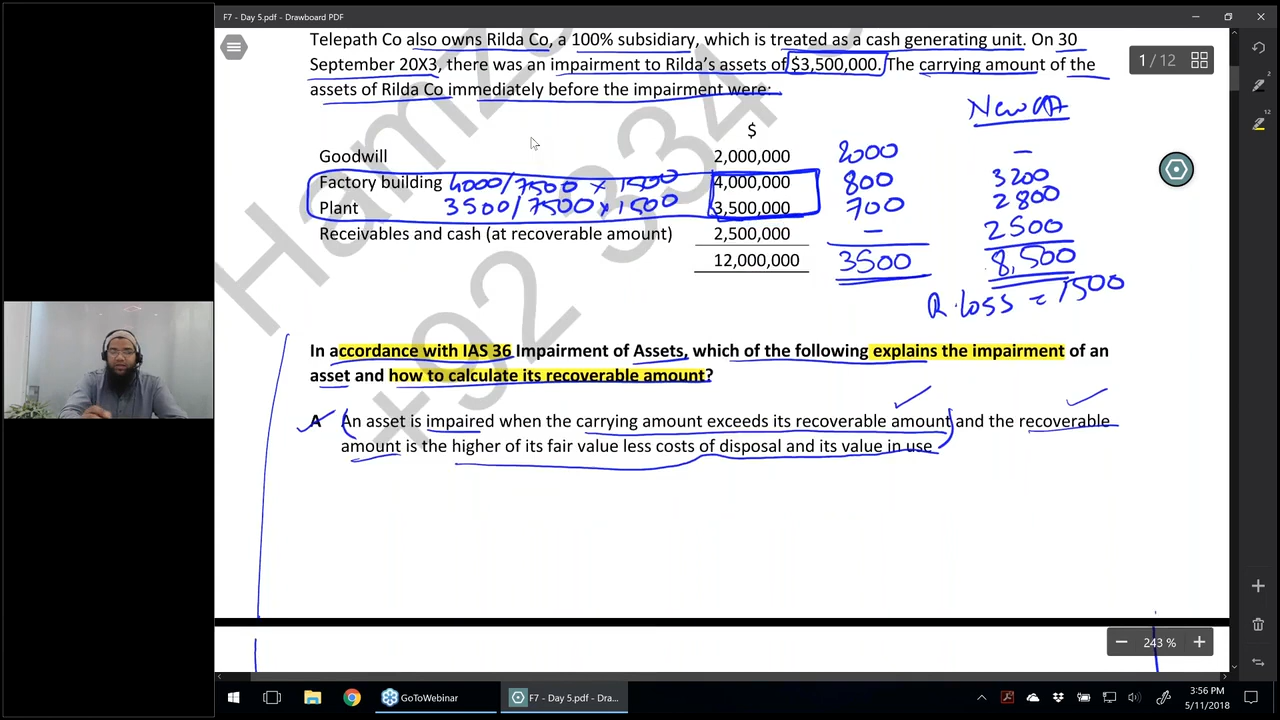 F7 - Day 5.pdf - Drawboard PDF
Telepath Co also owns Rilda Co, a 100% subsidiary, which is treated as a cash generating unit. On 30
September 20X3, there was an impairment to Rilda's assets of $3,500,000. The carrying amount of the
assets of Rilda Co immediately before the impairment were:
1 / 12
New CA
$
Goodwill 2,000,000 2000 –
Factory building 4000/7500 x 1500 4,000,000 800 3200
Plant 3500/7500 x 1500 3,500,000 700 2800
Receivables and cash (at recoverable amount) 2,500,000 – 2500
12,000,000 3500 8,500
R. loss = 1500
In accordance with IAS 36 Impairment of Assets, which of the following explains the impairment of an
asset and how to calculate its recoverable amount?
A An asset is impaired when the carrying amount exceeds its recoverable amount and the recoverable
amount is the higher of its fair value less costs of disposal and its value in use
Hamz
+92 334
243 %
GoToWebinar
F7 - Day 5.pdf - Dra...
3:56 PM
5/11/2018